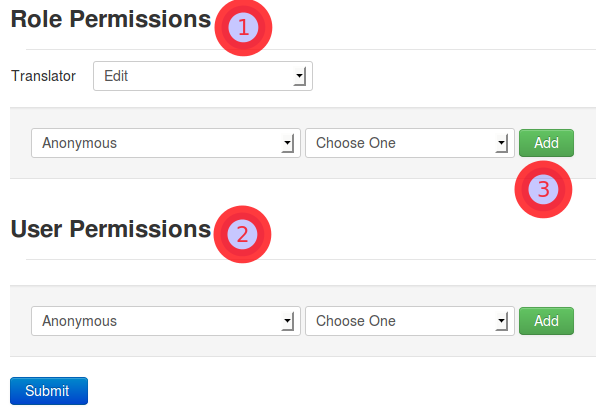 Role Permissions 1
Translator Edit
Anonymous Choose One Add
3
User Permissions 2
Anonymous Choose One Add
Submit